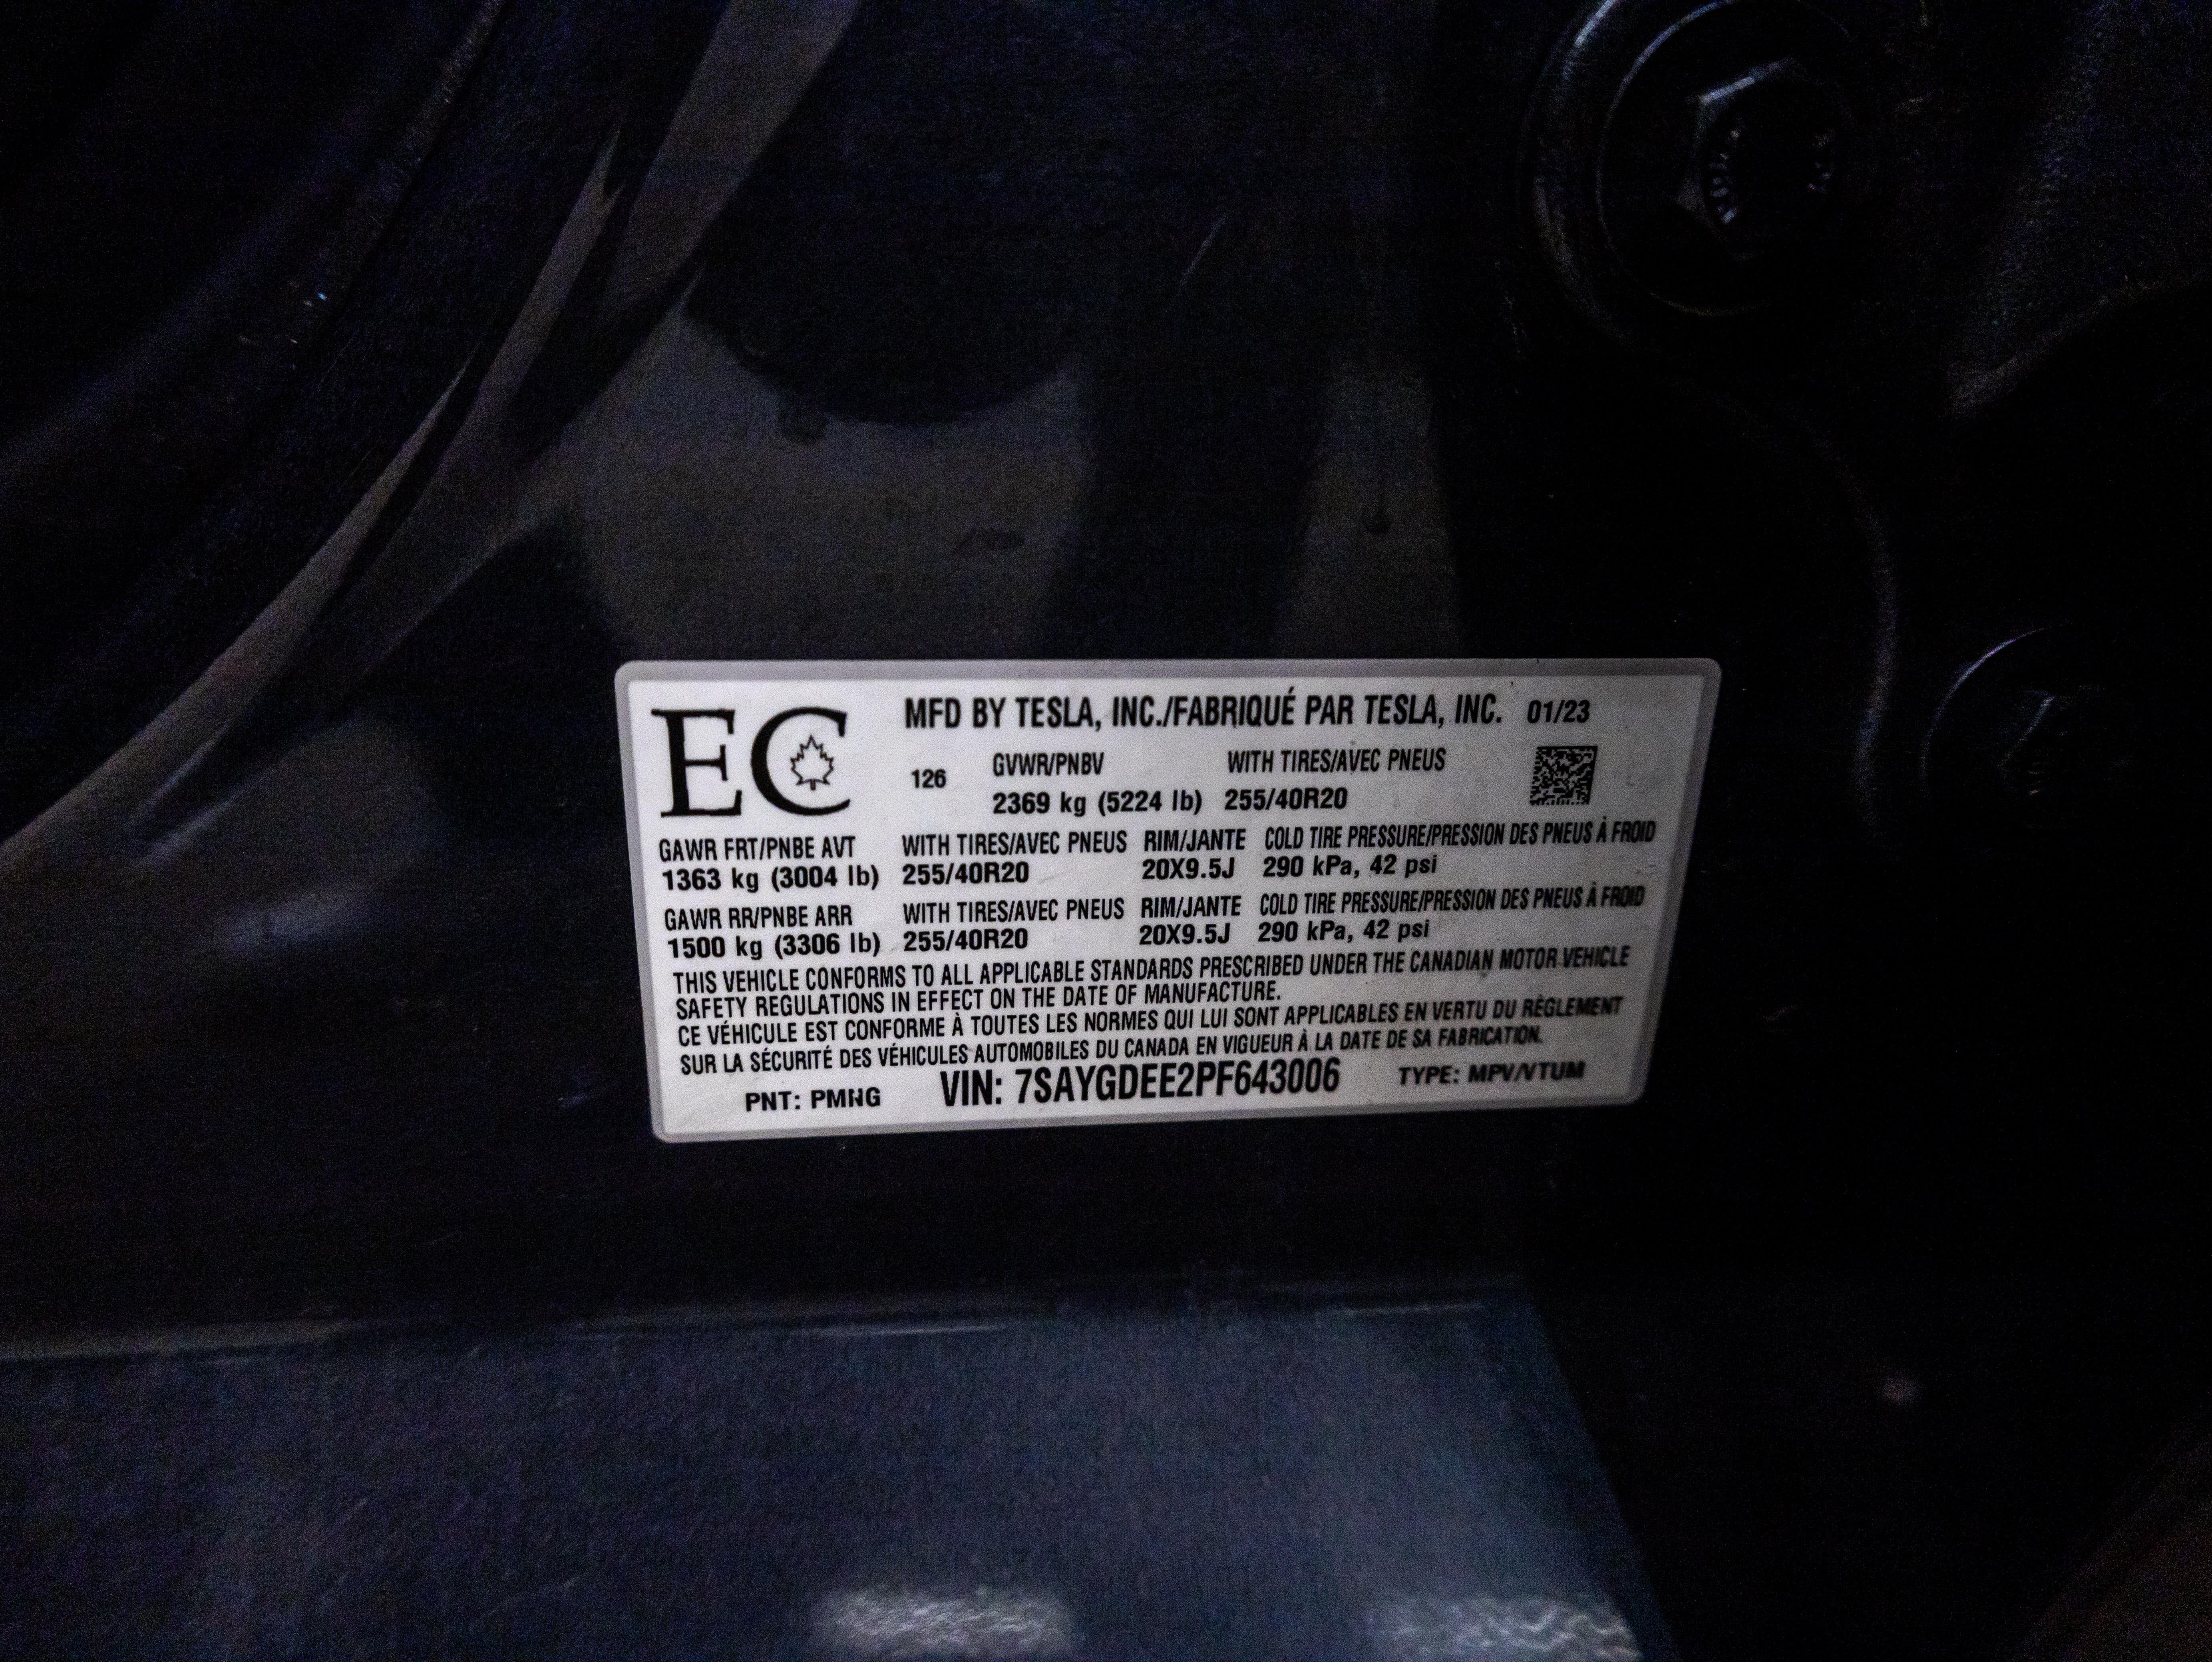 EC
MFD BY TESLA, INC./FABRIQUÉ PAR TESLA, INC. 01/23
126 GVWR/PNBV WITH TIRES/AVEC PNEUS
2369 kg (5224 lb) 255/40R20
GAWR FRT/PNBE AVT WITH TIRES/AVEC PNEUS RIM/JANTE COLD TIRE PRESSURE/PRESSION DES PNEUS À FROID
1363 kg (3004 lb) 255/40R20 20X9.5J 290 kPa, 42 psi
GAWR RR/PNBE ARR WITH TIRES/AVEC PNEUS RIM/JANTE COLD TIRE PRESSURE/PRESSION DES PNEUS À FROID
1500 kg (3306 lb) 255/40R20 20X9.5J 290 kPa, 42 psi
THIS VEHICLE CONFORMS TO ALL APPLICABLE STANDARDS PRESCRIBED UNDER THE CANADIAN MOTOR VEHICLE
SAFETY REGULATIONS IN EFFECT ON THE DATE OF MANUFACTURE.
CE VÉHICULE EST CONFORME À TOUTES LES NORMES QUI LUI SONT APPLICABLES EN VERTU DU RÈGLEMENT
SUR LA SÉCURITÉ DES VÉHICULES AUTOMOBILES DU CANADA EN VIGUEUR À LA DATE DE SA FABRICATION.
PNT: PMNG VIN: 7SAYGDEE2PF643006 TYPE: MPV/VTUM